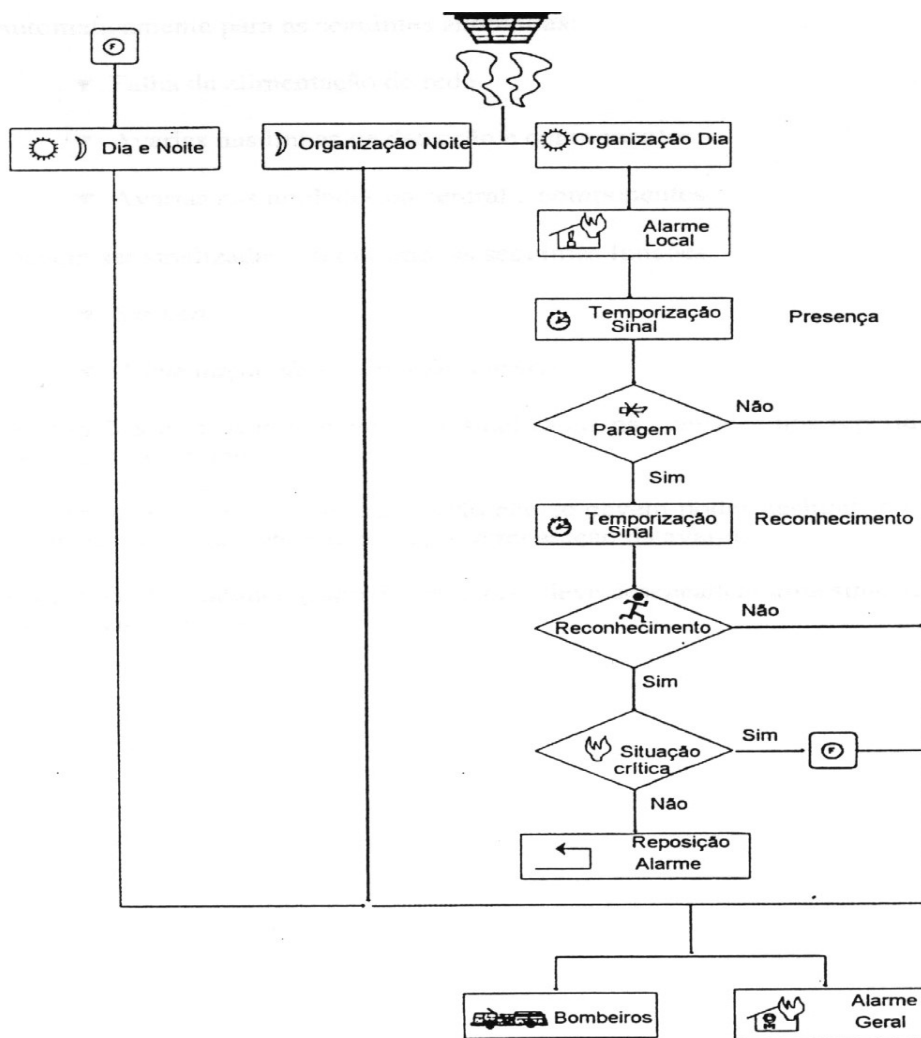 F
Dia e Noite
Organização Noite
Organização Dia
Alarme
Local
Temporização
Sinal
Presença
Paragem
Não
Sim
Temporização
Sinal
Reconhecimento
Reconhecimento
Não
Sim
Situação
crítica
Sim
F
Não
Reposição
Alarme
Bombeiros
Alarme
Geral